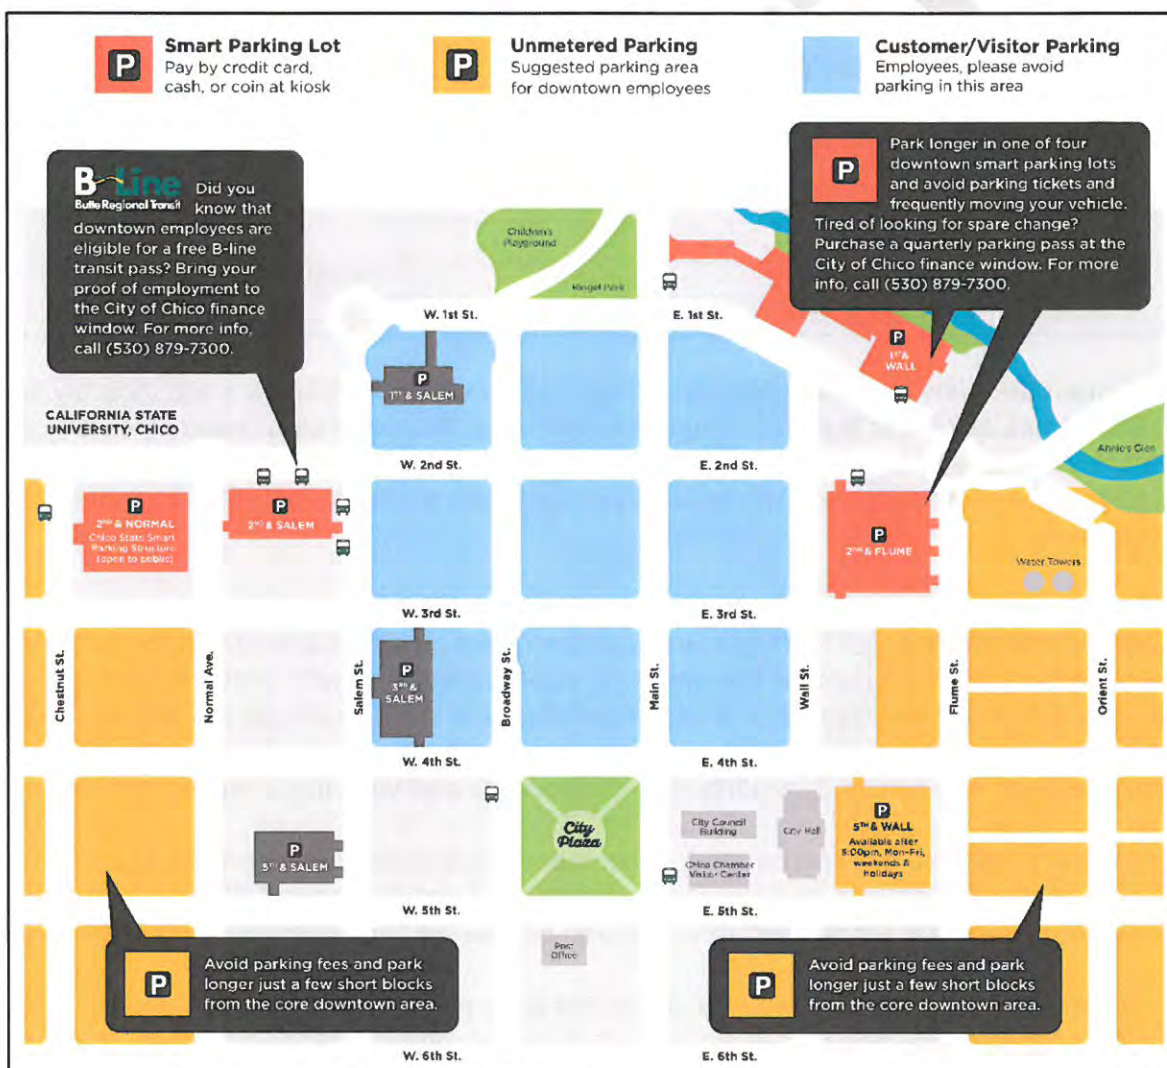 Smart Parking Lot
Pay by credit card,
cash, or coin at kiosk
P
Unmetered Parking
Suggested parking area
for downtown employees
P
Customer/Visitor Parking
Employees, please avoid
parking in this area
B-Line
Butte Regional Transit
Did you
know that
downtown employees are
eligible for a free B-line
transit pass? Bring your
proof of employment to
the City of Chico finance
window. For more info,
call (530) 879-7300.
P
Park longer in one of four
downtown smart parking lots
and avoid parking tickets and
frequently moving your vehicle.
Tired of looking for spare change?
Purchase a quarterly parking pass at the
City of Chico finance window. For more
info, call (530) 879-7300.
Children's
Playground
Ringel Park
W. 1st St.
E. 1st St.
P
1ST & WALL
P
1ST & SALEM
CALIFORNIA STATE
UNIVERSITY, CHICO
W. 2nd St.
E. 2nd St.
Annie's Glen
P
2ND & NORMAL
Chico State Smart
Parking Structure
(open to public)
P
2ND & SALEM
P
2ND & FLUME
Water Towers
W. 3rd St.
E. 3rd St.
Chestnut St.
Normal Ave.
Salem St.
P
3RD &
SALEM
Broadway St.
Main St.
Wall St.
Flume St.
Orient St.
W. 4th St.
E. 4th St.
P
5TH & SALEM
City
Plaza
City Council
Building
City Hall
Chico Chamber
Visitor Center
P
5TH & WALL
Available after
5:00pm, Mon-Fri,
weekends &
holidays
W. 5th St.
E. 5th St.
P
Avoid parking fees and park
longer just a few short blocks
from the core downtown area.
Post
Office
P
Avoid parking fees and park
longer just a few short blocks
from the core downtown area.
W. 6th St.
E. 6th St.